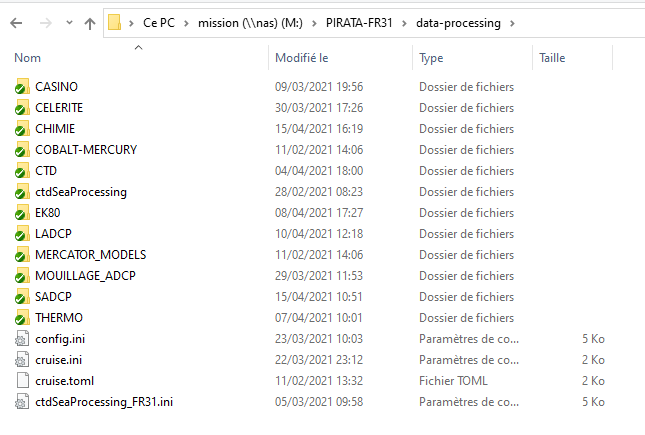 Ce PC > mission (\\nas) (M:) > PIRATA-FR31 > data-processing >
Nom Modifié le Type Taille
CASINO 09/03/2021 19:56 Dossier de fichiers
CELERITE 30/03/2021 17:26 Dossier de fichiers
CHIMIE 15/04/2021 16:19 Dossier de fichiers
COBALT-MERCURY 11/02/2021 14:06 Dossier de fichiers
CTD 04/04/2021 18:00 Dossier de fichiers
ctdSeaProcessing 28/02/2021 08:23 Dossier de fichiers
EK80 08/04/2021 17:27 Dossier de fichiers
LADCP 10/04/2021 12:18 Dossier de fichiers
MERCATOR_MODELS 11/02/2021 14:06 Dossier de fichiers
MOUILLAGE_ADCP 29/03/2021 11:53 Dossier de fichiers
SADCP 15/04/2021 10:51 Dossier de fichiers
THERMO 07/04/2021 10:01 Dossier de fichiers
config.ini 23/03/2021 10:03 Paramètres de co... 5 Ko
cruise.ini 22/03/2021 23:12 Paramètres de co... 2 Ko
cruise.toml 11/02/2021 13:32 Fichier TOML 2 Ko
ctdSeaProcessing_FR31.ini 05/03/2021 09:58 Paramètres de co... 5 Ko